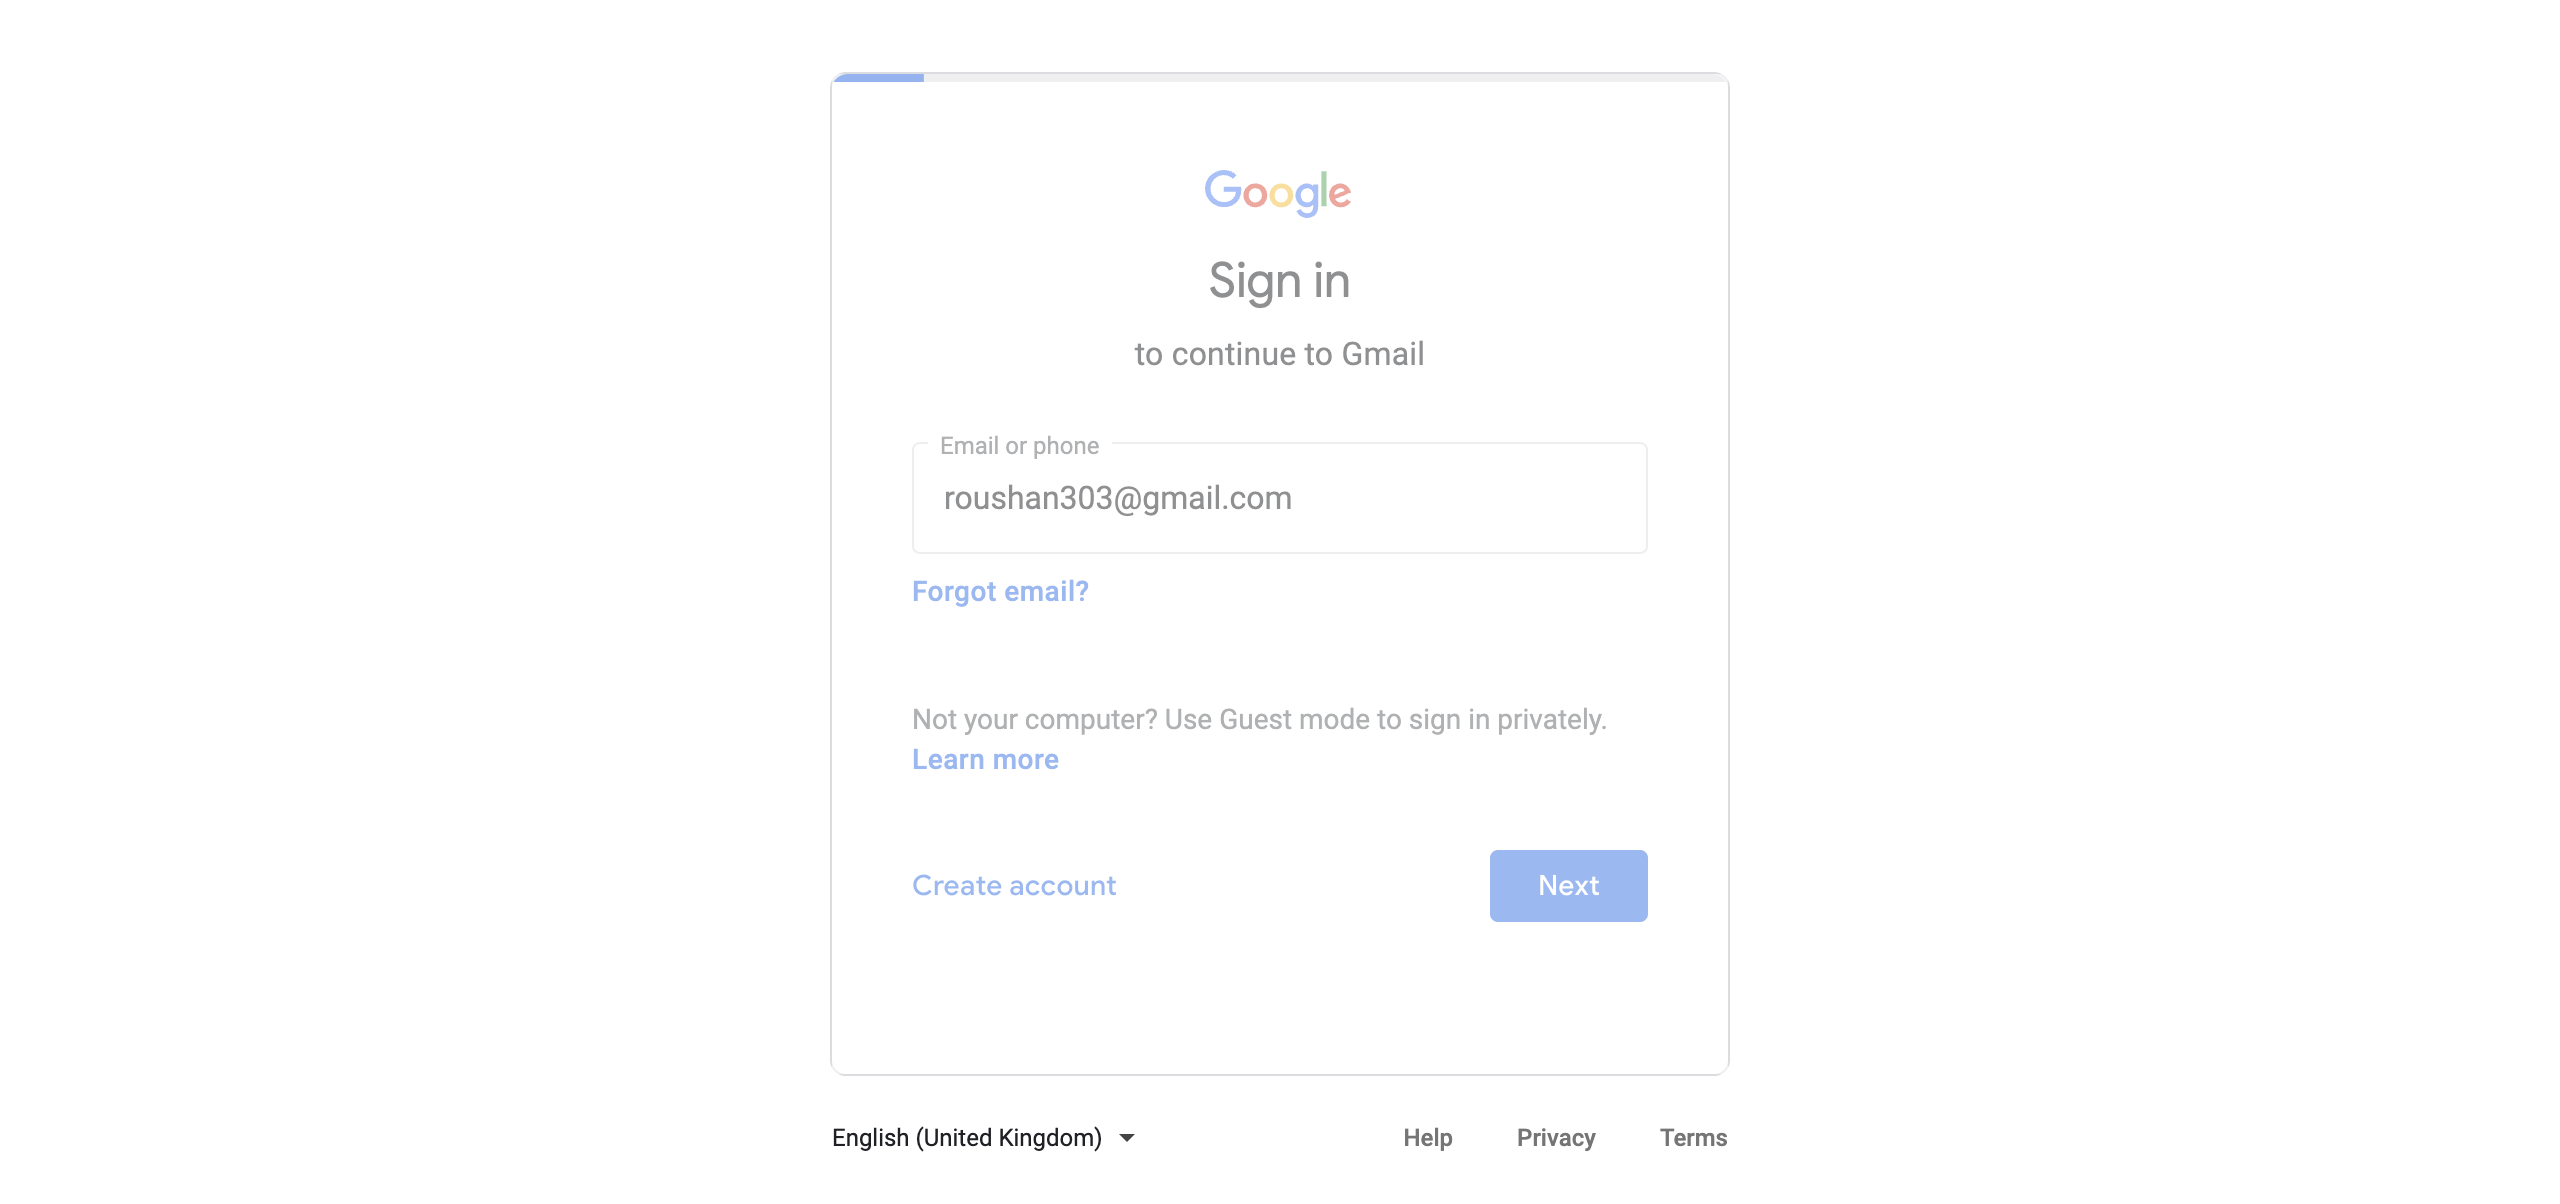 Google
Sign in
to continue to Gmail
Email or phone
roushan303@gmail.com
Forgot email?
Not your computer? Use Guest mode to sign in privately.
Learn more
Create account
Next
English (United Kingdom)
Help
Privacy
Terms